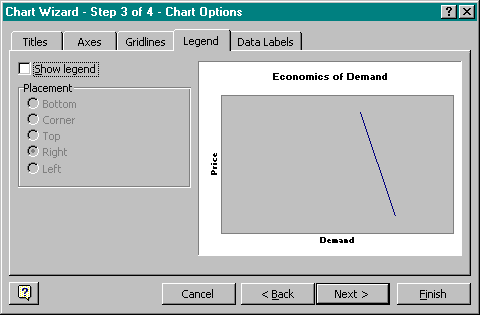 Chart Wizard - Step 3 of 4 - Chart Options
Titles Axes Gridlines Legend Data Labels
Show legend
Placement
Bottom
Corner
Top
Right
Left
Economics of Demand
Price
Demand
Cancel < Back Next > Finish